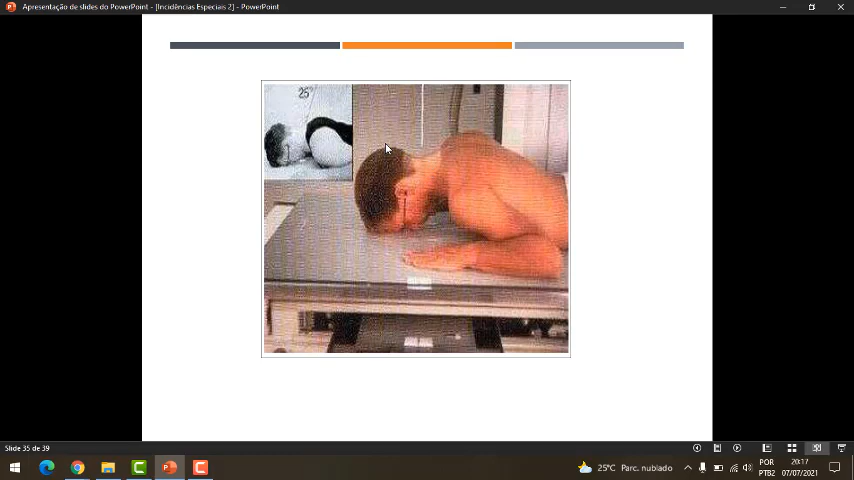 Apresentação de slides do PowerPoint - [Incidências Especiais 2] - PowerPoint
25°
Slide 35 de 39
25°C Parc. nublado
POR
PTB2
20:17
07/07/2021